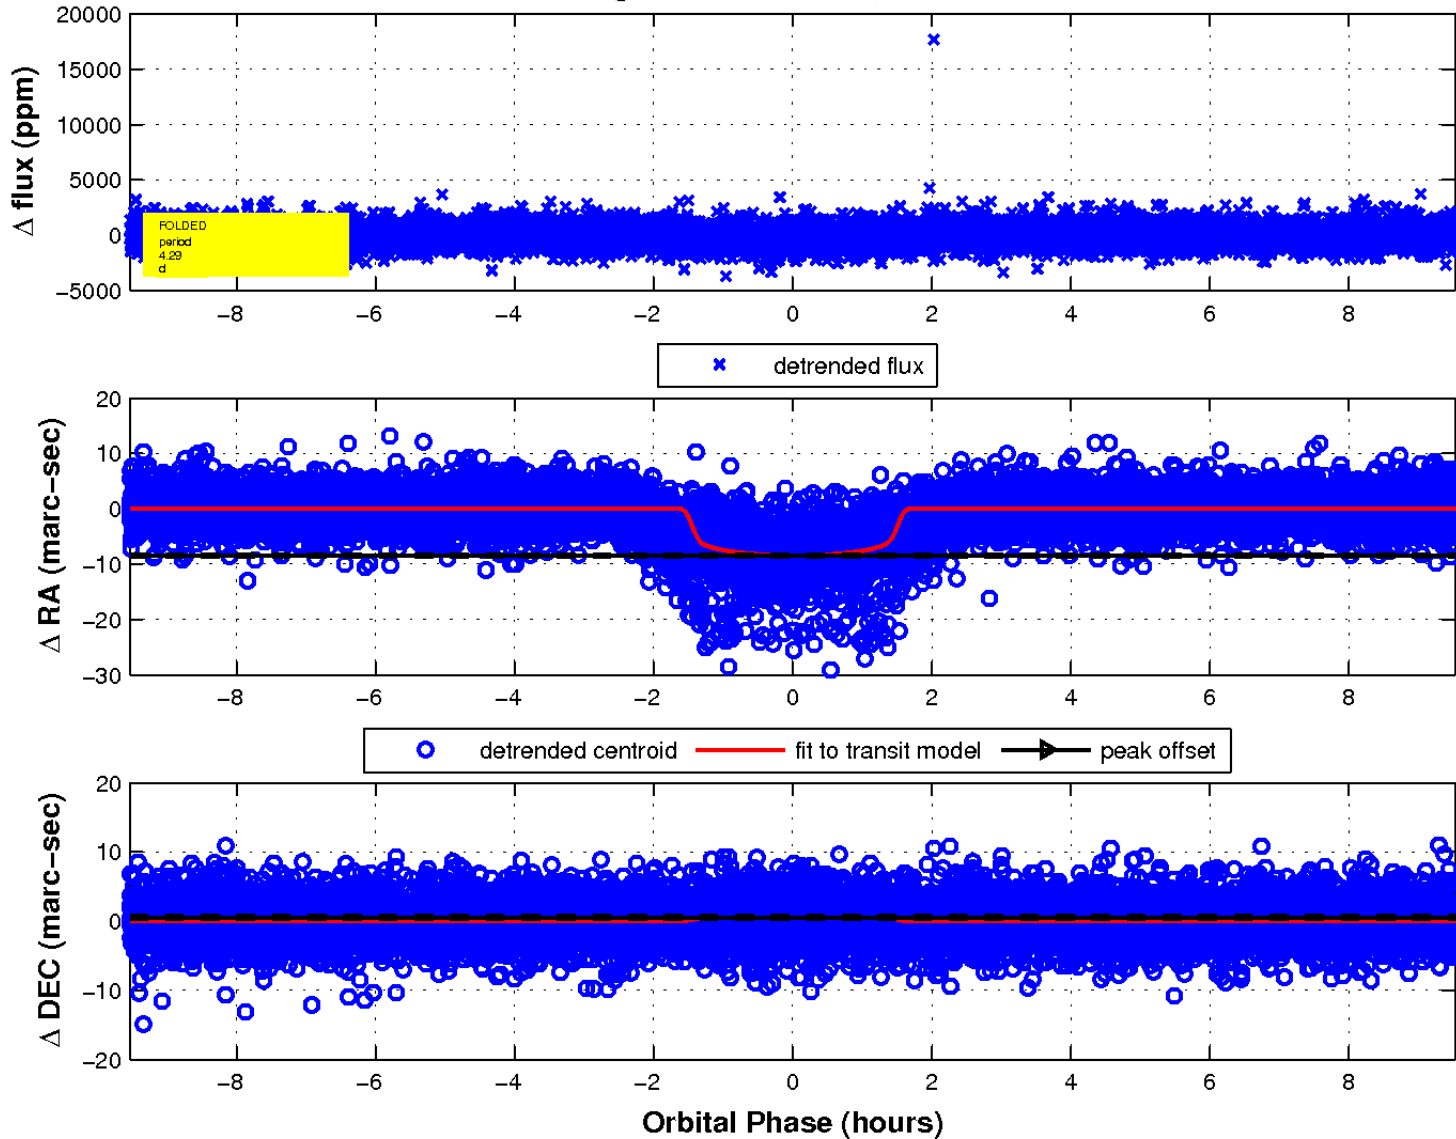 20000
15000
10000
5000
0
−5000
Δ flux (ppm)
FOLDED
period
4.29
d
−8 −6 −4 −2 0 2 4 6 8
detrended flux
20
10
0
−10
−20
−30
Δ RA (marc−sec)
−8 −6 −4 −2 0 2 4 6 8
detrended centroid fit to transit model peak offset
20
10
0
−10
−20
Δ DEC (marc−sec)
−8 −6 −4 −2 0 2 4 6 8
Orbital Phase (hours)